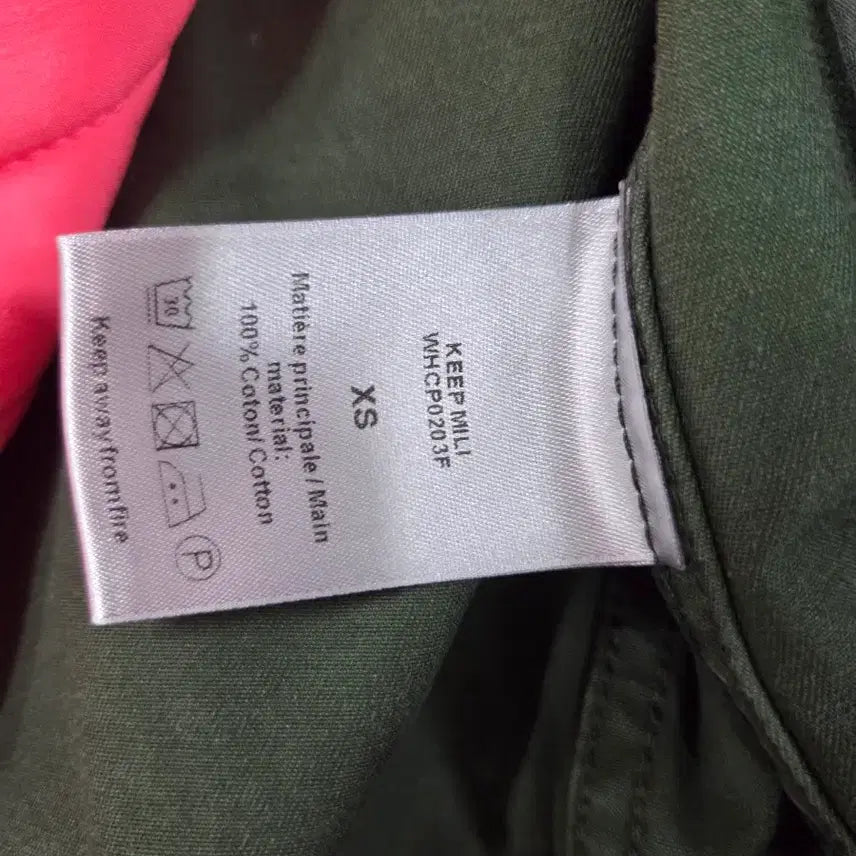 KEEP MILI
WHCP0203F
XS
Matière principale / Main
material:
100% Coton/ Cotton
30
P
Keep away from fire